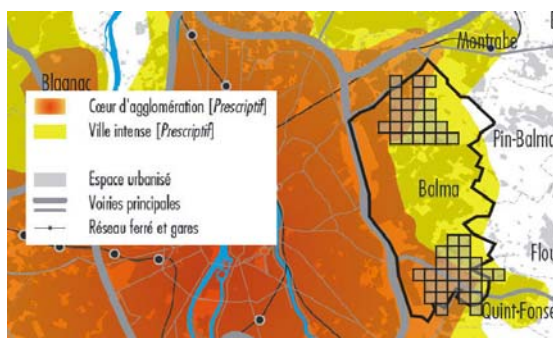 Montrabe
Blagnac
Cœur d'agglomération [Prescriptif]
Ville intense [Prescriptif]
Pin-Balma
Espace urbanisé
Balma
Voiries principales
Réseau ferré et gares
Flou
Quint-Fonse